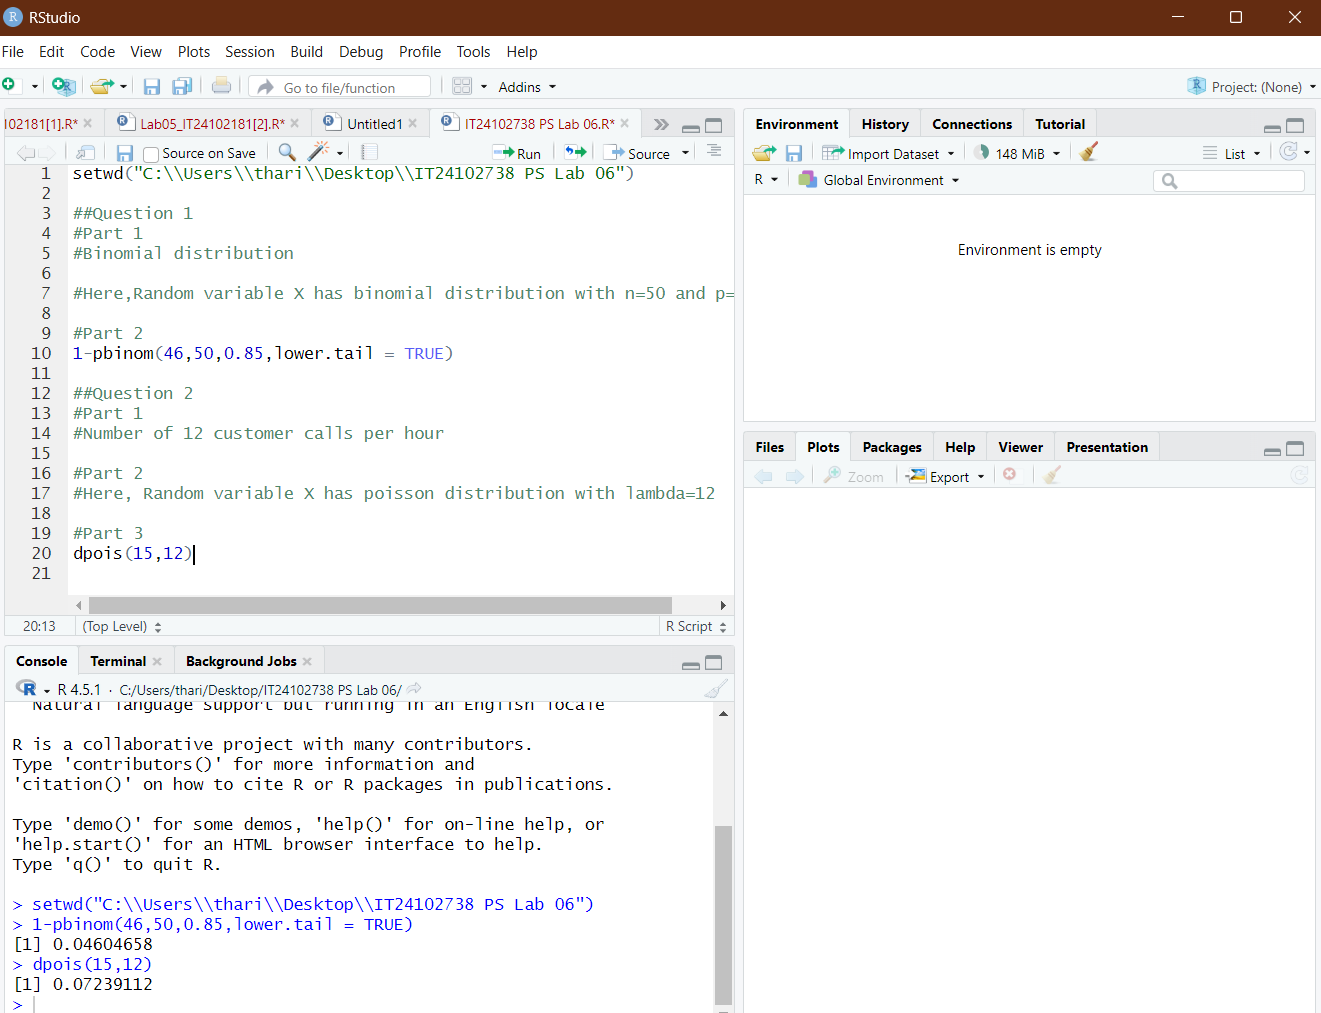 RStudio
File Edit Code View Plots Session Build Debug Profile Tools Help
Go to file/function Addins Project: (None)
102181[1].R* Lab05_IT24102181[2].R* Untitled1 IT24102738 PS Lab 06.R*
Source on Save Run Source
1 setwd("C:\\Users\\thari\\Desktop\\IT24102738 PS Lab 06")
2
3 ##Question 1
4 #Part 1
5 #Binomial distribution
6
7 #Here,Random variable X has binomial distribution with n=50 and p=
8
9 #Part 2
10 1-pbinom(46,50,0.85,lower.tail = TRUE)
11
12 ##Question 2
13 #Part 1
14 #Number of 12 customer calls per hour
15
16 #Part 2
17 #Here, Random variable X has poisson distribution with lambda=12
18
19 #Part 3
20 dpois(15,12)
21
20:13 (Top Level) R Script
Console Terminal Background Jobs
R R 4.5.1 · C:/Users/thari/Desktop/IT24102738 PS Lab 06/
Natural language support but running in an English locale
R is a collaborative project with many contributors.
Type 'contributors()' for more information and
'citation()' on how to cite R or R packages in publications.
Type 'demo()' for some demos, 'help()' for on-line help, or
'help.start()' for an HTML browser interface to help.
Type 'q()' to quit R.
> setwd("C:\\Users\\thari\\Desktop\\IT24102738 PS Lab 06")
> 1-pbinom(46,50,0.85,lower.tail = TRUE)
[1] 0.04604658
> dpois(15,12)
[1] 0.07239112
>
Environment History Connections Tutorial
Import Dataset 148 MiB List
R Global Environment
Environment is empty
Files Plots Packages Help Viewer Presentation
Zoom Export